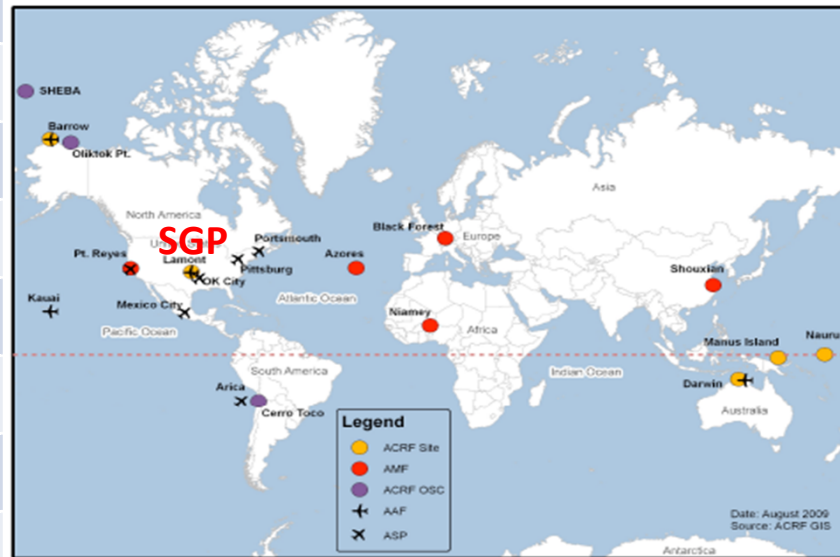 SHEBA
Barrow
Oliktok Pt.
North America
Asia
SGP
Portsmouth
Black Forest
Europe
Pt. Reyes
Lamont
Azores
Pittsburg
OK City
Shouxian
Kauai
Mexico City
Atlantic Ocean
Niamey
Pacific Ocean
Africa
Manus Island
Nauru
South America
Indian Ocean
Arica
Darwin
Cerro Toco
Australia
Legend
ACRF Site
AMF
ACRF OSC
AAF
ASP
Date: August 2009
Source: ACRF GIS
Antarctica